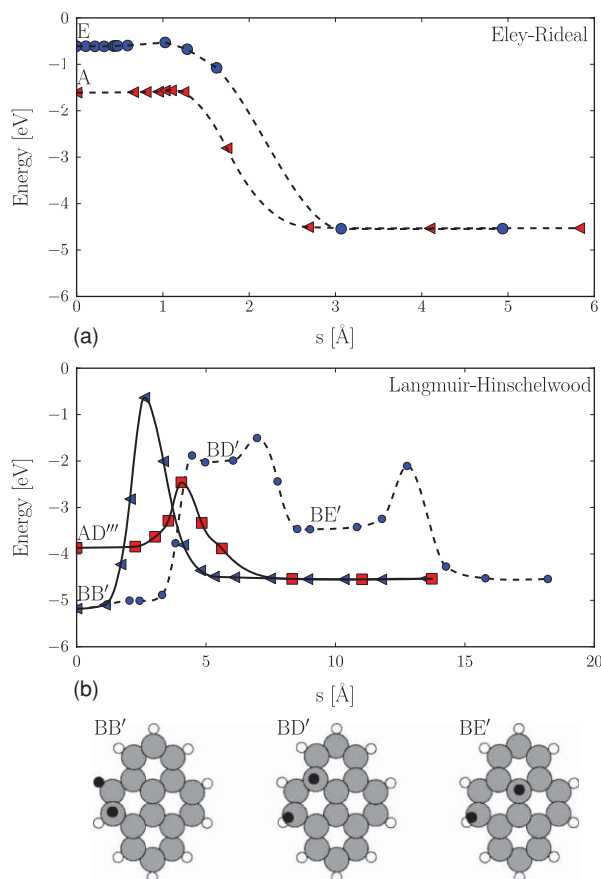 Eley-Rideal
E
A
Energy [eV]
0
−1
−2
−3
−4
−5
−6
0 1 2 3 4 5 6
s [Å]
(a)
Langmuir-Hinschelwood
BD′
BE′
AD‴
BB′
Energy [eV]
0
−1
−2
−3
−4
−5
−6
0 5 10 15 20
s [Å]
(b)
BB′ BD′ BE′